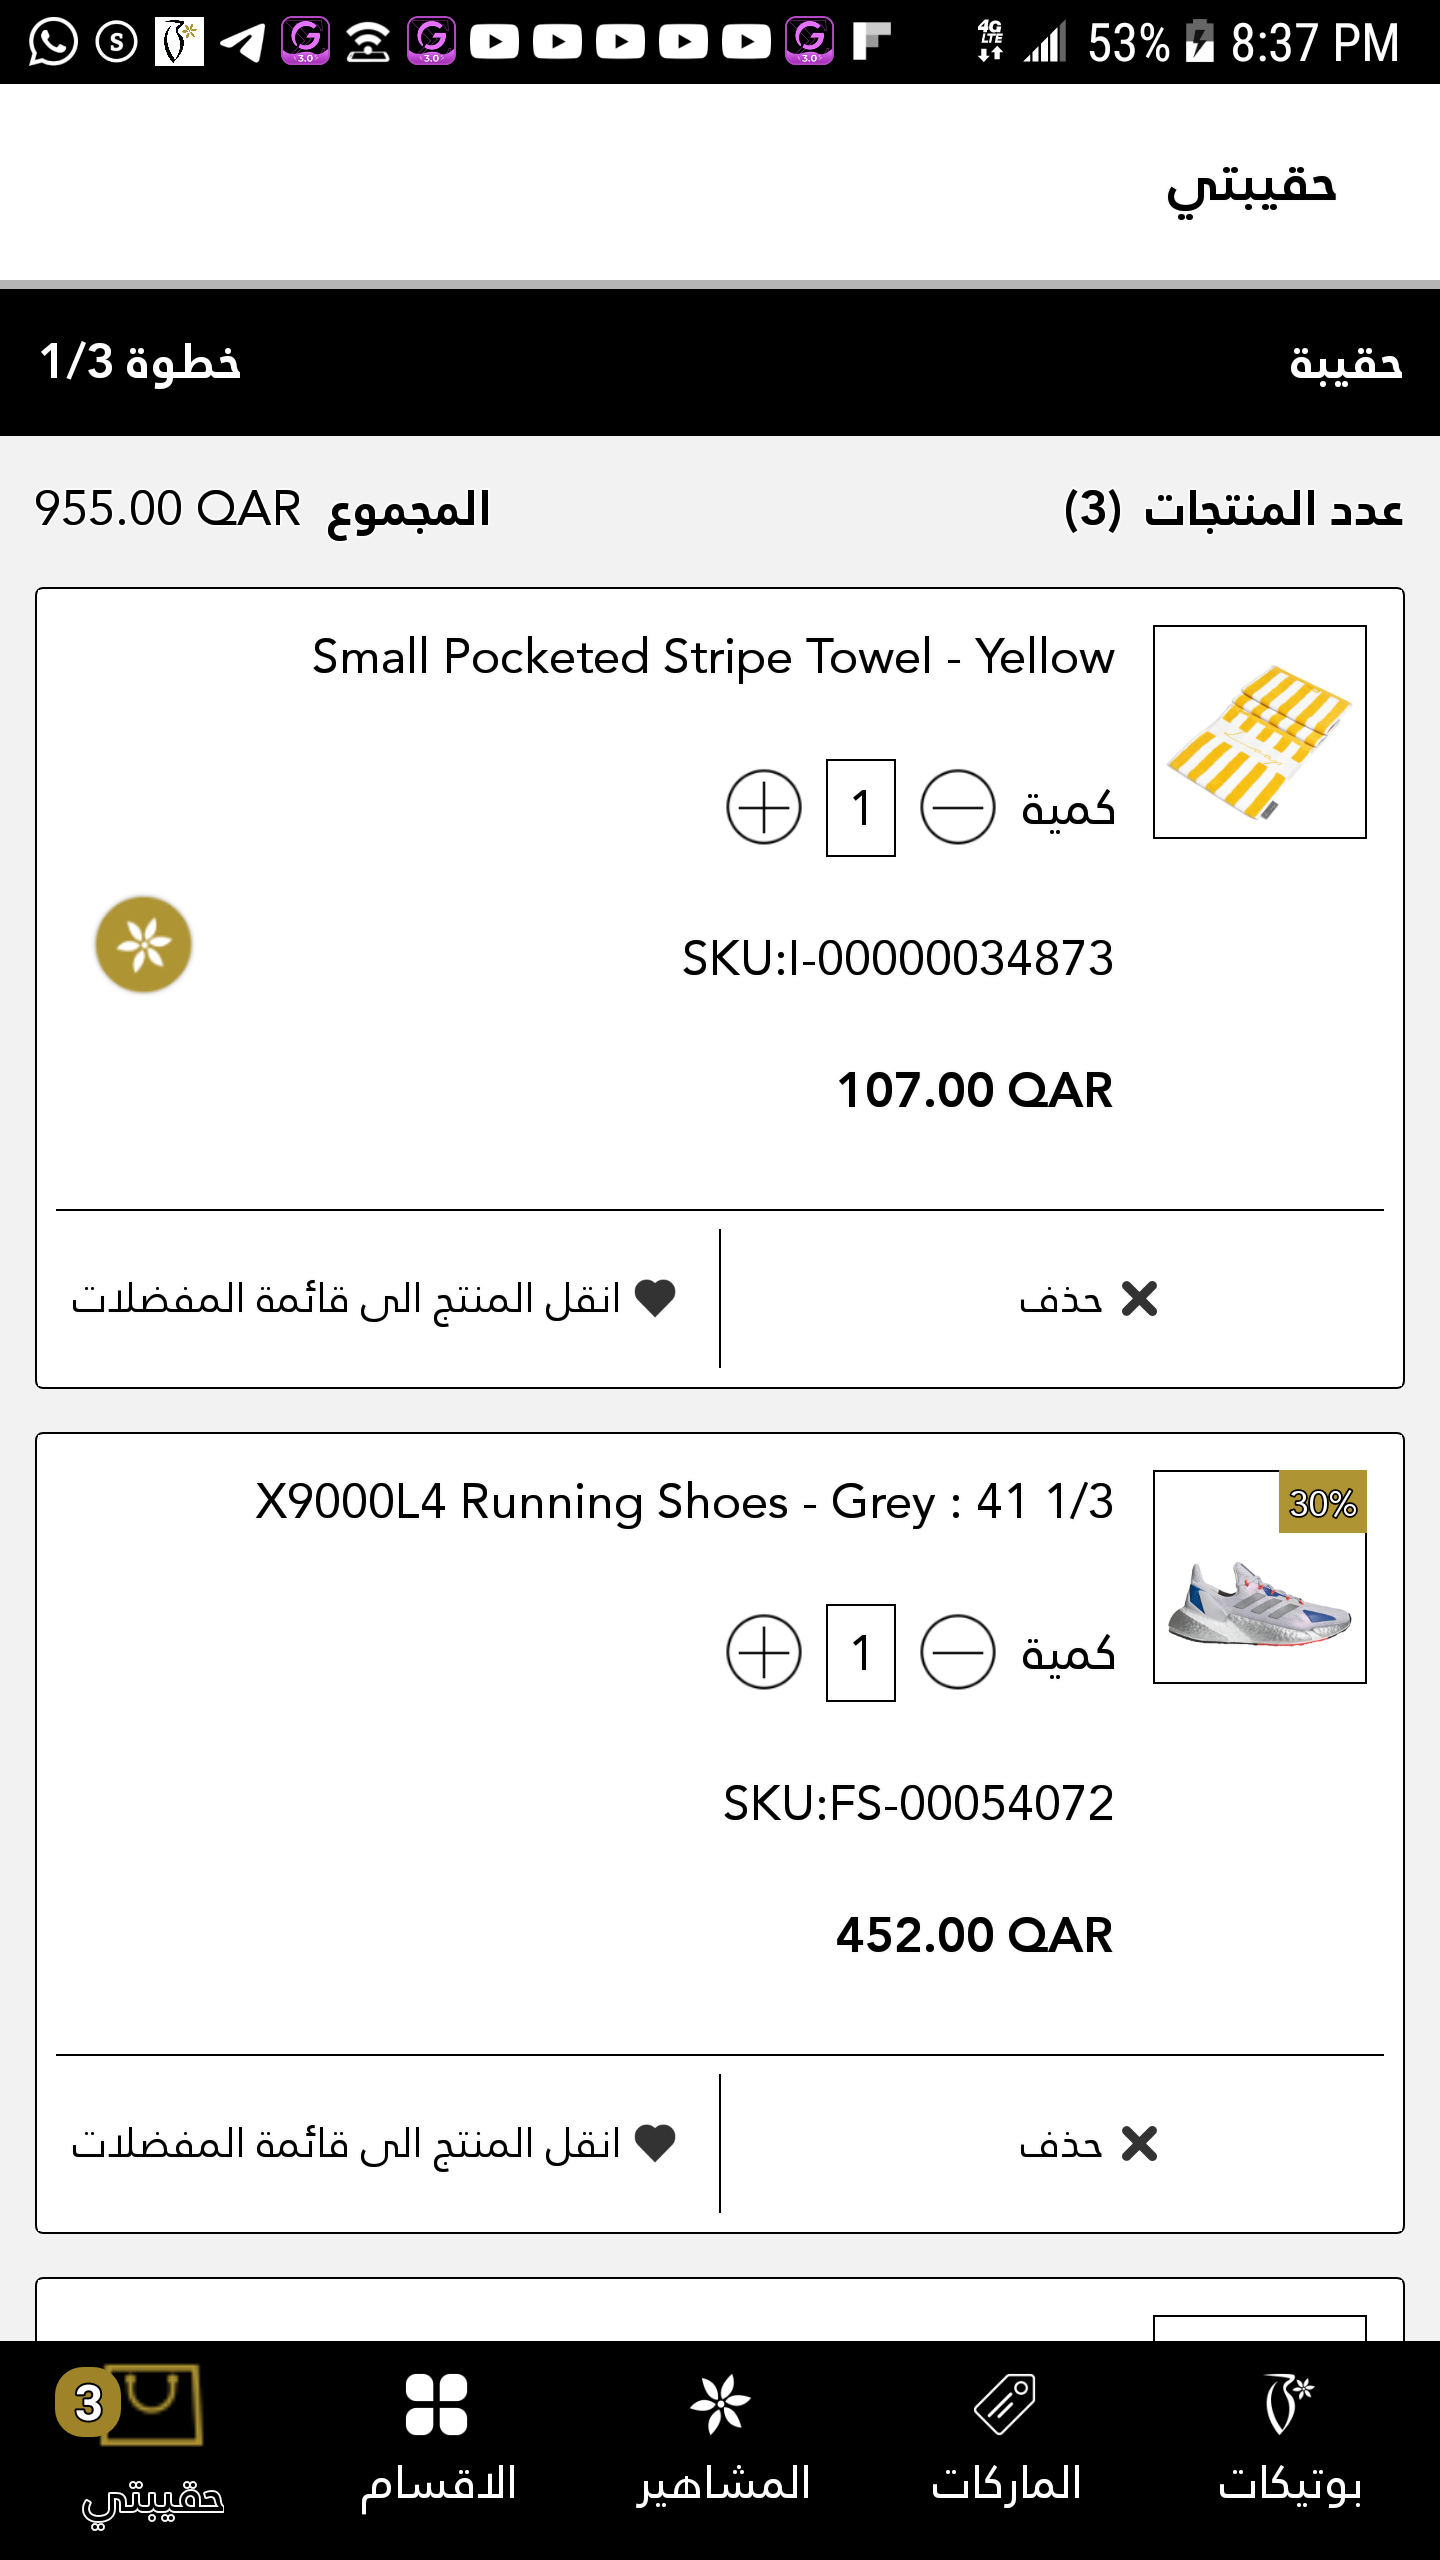 53% 8:37 PM
حقيبتي
حقيبة
خطوة 1/3
عدد المنتجات (3)
المجموع 955.00 QAR
Small Pocketed Stripe Towel - Yellow
كمية
1
SKU:I-00000034873
107.00 QAR
حذف
انقل المنتج الى قائمة المفضلات
X9000L4 Running Shoes - Grey : 41 1/3
30%
كمية
1
SKU:FS-00054072
452.00 QAR
حذف
انقل المنتج الى قائمة المفضلات
بوتيكات
الماركات
المشاهير
الاقسام
3
حقيبتي